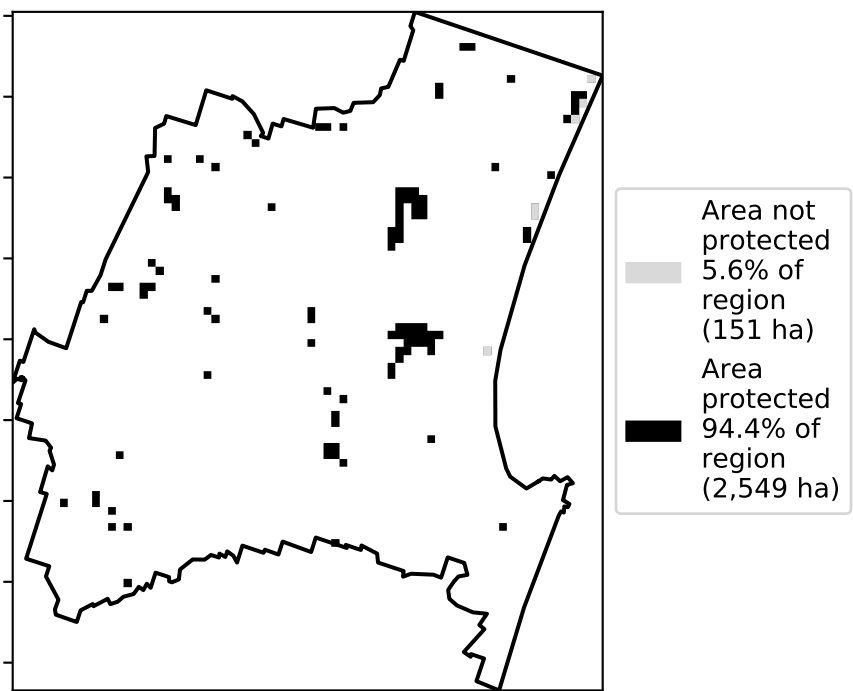 Area not
protected
5.6% of
region
(151 ha)
Area
protected
94.4% of
region
(2,549 ha)